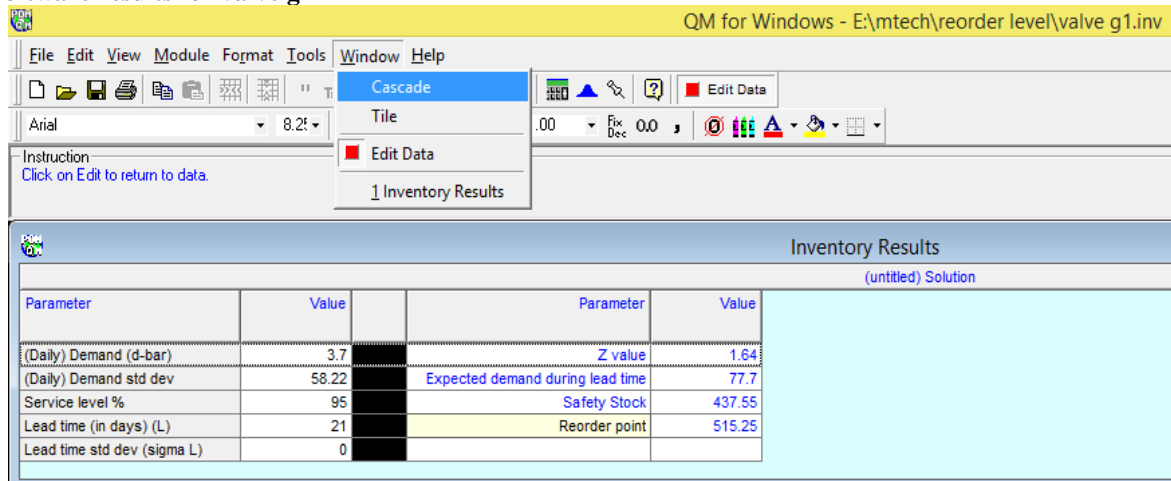 QM for Windows - E:\mtech\reorder level\valve g1.inv
File Edit View Module Format Tools Window Help
Cascade
Edit Data
Arial 8.2 Tile .00 Fix Dec 0.0 ,
Instruction Edit Data
Click on Edit to return to data.
1 Inventory Results
Inventory Results
(untitled) Solution
Parameter Value Parameter Value
(Daily) Demand (d-bar) 3.7 Z value 1.64
(Daily) Demand std dev 58.22 Expected demand during lead time 77.7
Service level % 95 Safety Stock 437.55
Lead time (in days) (L) 21 Reorder point 515.25
Lead time std dev (sigma L) 0